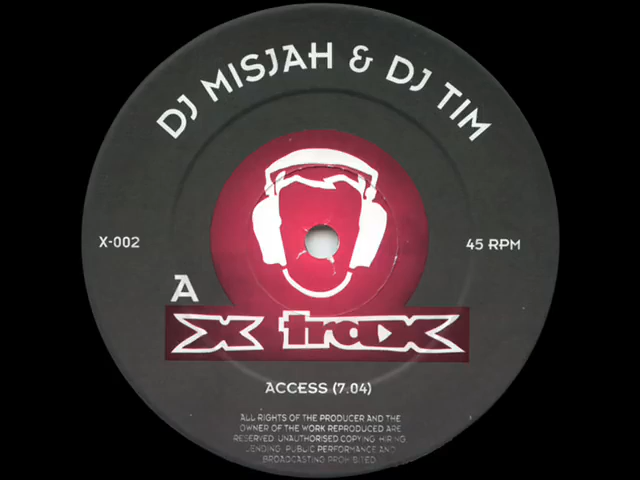 DJ MISJAH & DJ TIM
X-002
45 RPM
A
X traX
ACCESS (7.04)
ALL RIGHTS OF THE PRODUCER AND THE
OWNER OF THE WORK REPRODUCED ARE
RESERVED. UNAUTHORISED COPYING, HIRING,
LENDING, PUBLIC PERFORMANCE AND
BROADCASTING PROHIBITED.